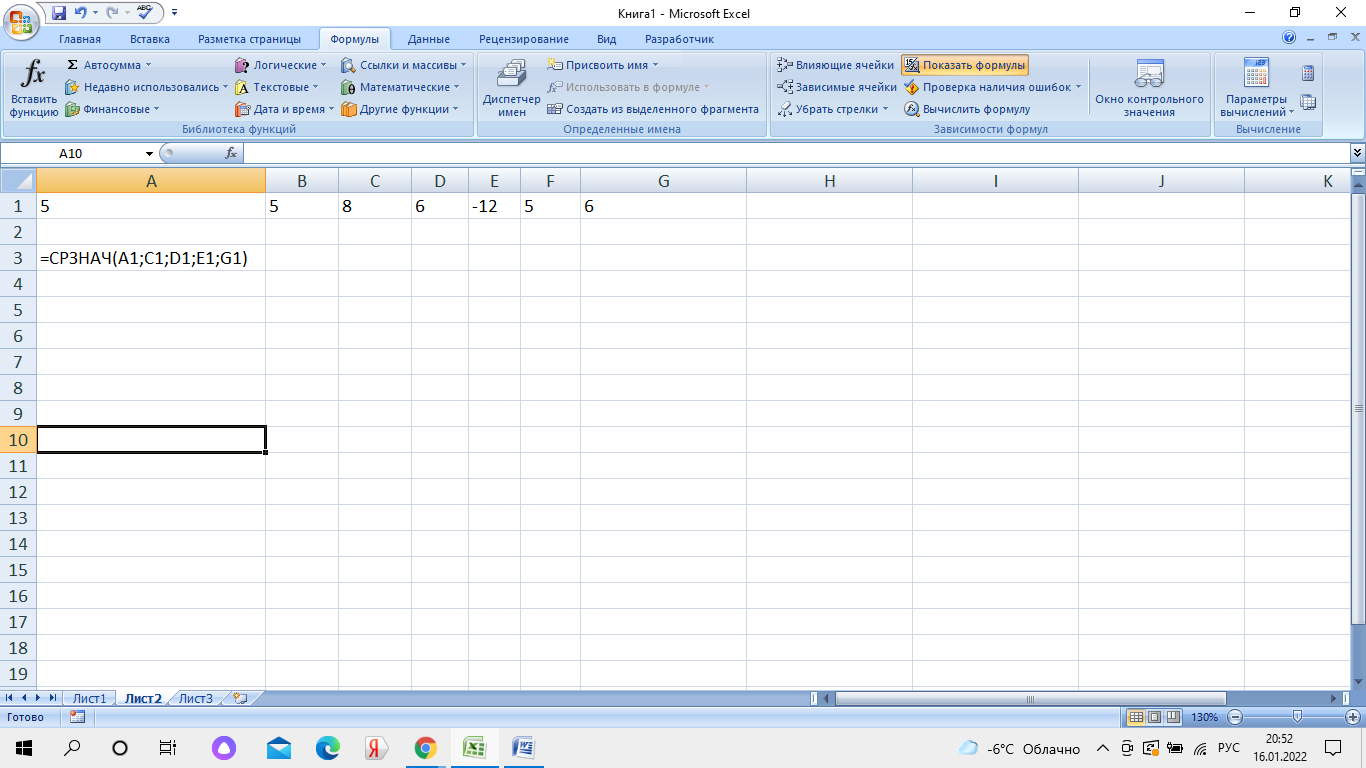 Книга1 - Microsoft Excel
Главная Вставка Разметка страницы Формулы Данные Рецензирование Вид Разработчик
fx Вставить функцию
Σ Автосумма
Недавно использовались
Финансовые
Логические
Текстовые
Дата и время
Ссылки и массивы
Математические
Другие функции
Библиотека функций
Диспетчер имен
Присвоить имя
Использовать в формуле
Создать из выделенного фрагмента
Определенные имена
Влияющие ячейки
Зависимые ячейки
Убрать стрелки
Показать формулы
Проверка наличия ошибок
Вычислить формулу
Зависимости формул
Окно контрольного значения
Параметры вычислений
Вычисление
A10 fx
A B C D E F G H I J K
1 5 5 8 6 -12 5 6
2
3 =СРЗНАЧ(A1;C1;D1;E1;G1)
4
5
6
7
8
9
10
11
12
13
14
15
16
17
18
19
Лист1 Лист2 Лист3
Готово 130%
-6°C Облачно РУС 20:52
16.01.2022